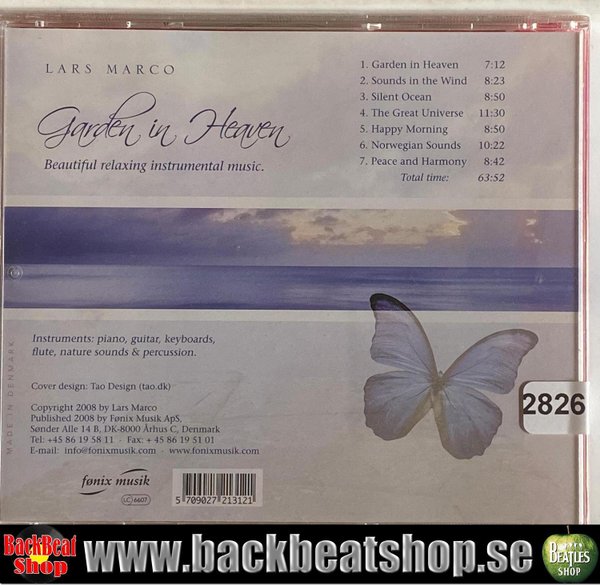 LARS MARCO
Garden in Heaven
Beautiful relaxing instrumental music.
1. Garden in Heaven 7:12
2. Sounds in the Wind 8:23
3. Silent Ocean 8:50
4. The Great Universe 11:30
5. Happy Morning 8:50
6. Norwegian Sounds 10:22
7. Peace and Harmony 8:42
Total time: 63:52
Instruments: piano, guitar, keyboards,
flute, nature sounds & percussion.
Cover design: Tao Design (tao.dk)
Copyright 2008 by Lars Marco
Published 2008 by Fønix Musik ApS,
Sønder Alle 14 B, DK-8000 Århus C, Denmark
Tel: +45 86 19 58 11 · Fax: + 45 86 19 51 01
E-mail: info@fonixmusik.com · www.fonixmusik.com
MADE IN DENMARK
fønix musik
LC 6607
5 709027 213121
2826
BackBeat
Shop
www.backbeatshop.se
BEATLES
SHOP